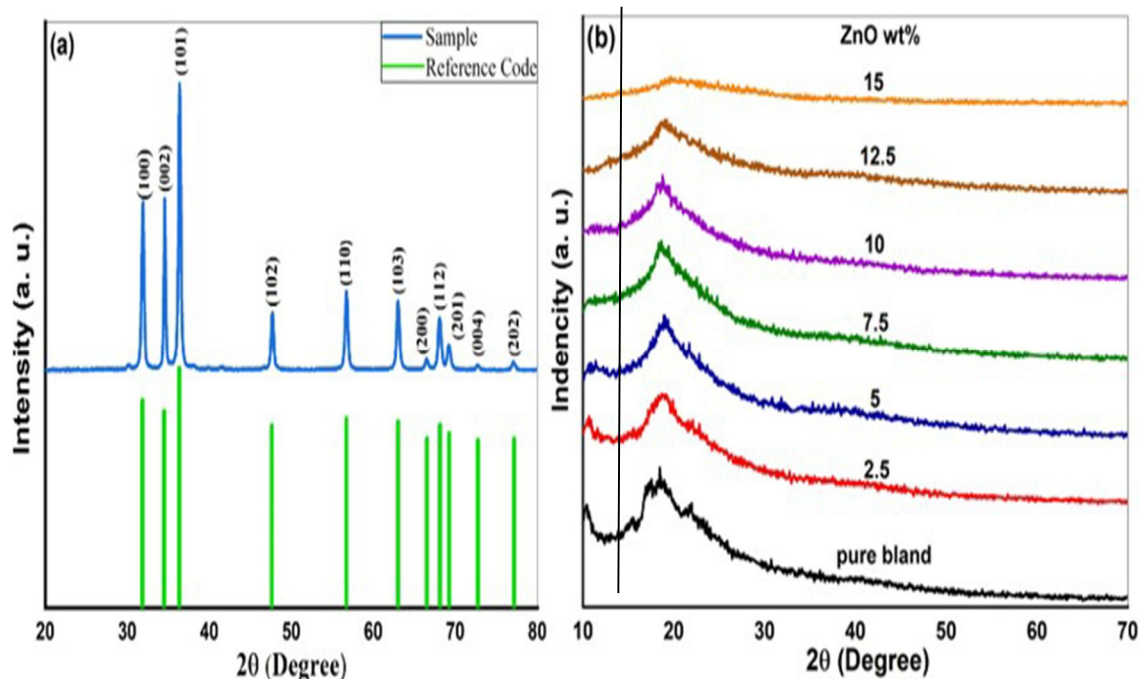 (a)
Sample
Reference Code
(100)
(002)
(101)
(102)
(110)
(103)
(200)
(112)
(201)
(004)
(202)
Intensity (a. u.)
20 30 40 50 60 70 80
2θ (Degree)
(b)
ZnO wt%
15
12.5
10
7.5
5
2.5
pure bland
Indencity (a. u.)
10 20 30 40 50 60 70
2θ (Degree)